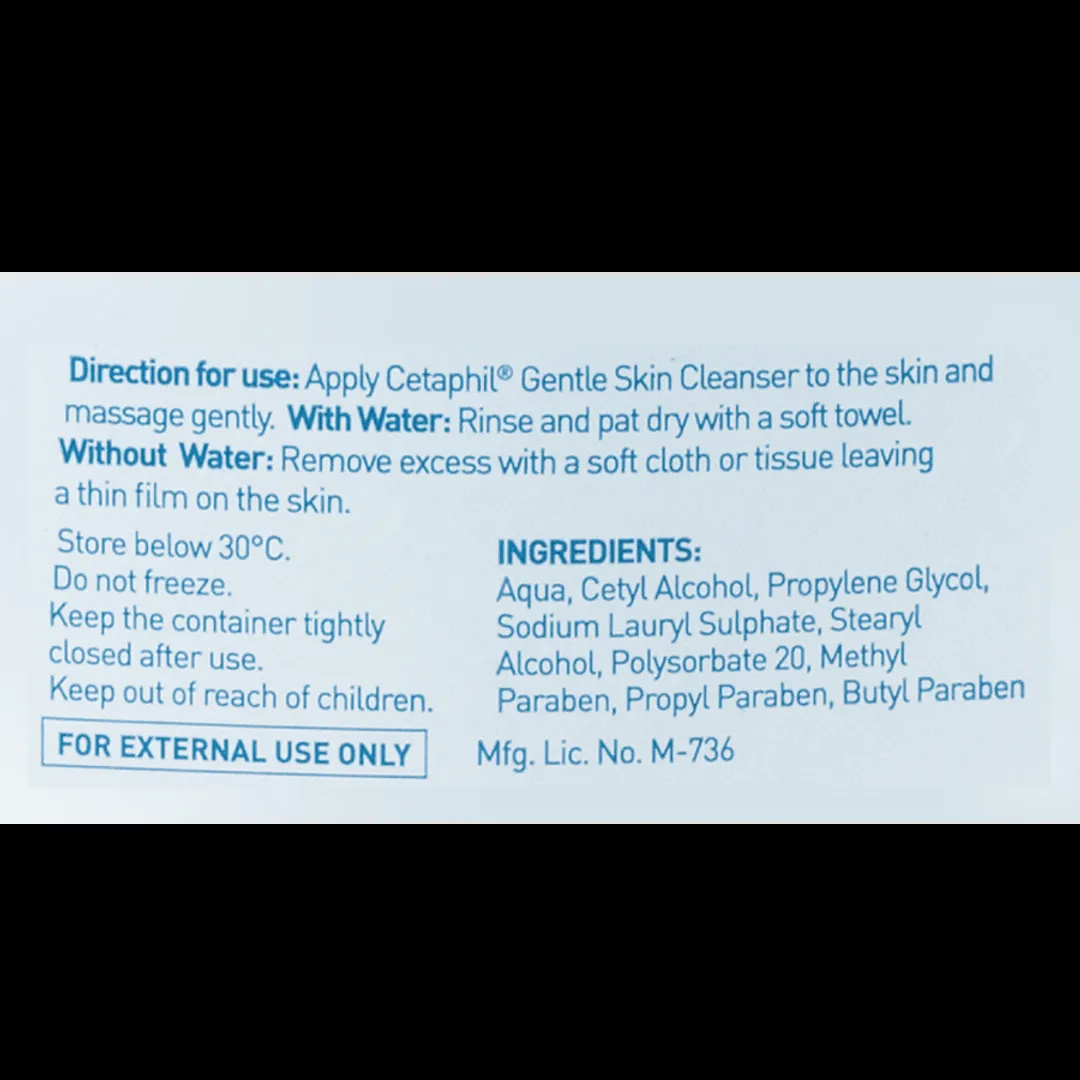 Direction for use: Apply Cetaphil® Gentle Skin Cleanser to the skin and
massage gently. With Water: Rinse and pat dry with a soft towel.
Without Water: Remove excess with a soft cloth or tissue leaving
a thin film on the skin.
Store below 30°C.
Do not freeze.
Keep the container tightly
closed after use.
Keep out of reach of children.
FOR EXTERNAL USE ONLY
INGREDIENTS:
Aqua, Cetyl Alcohol, Propylene Glycol,
Sodium Lauryl Sulphate, Stearyl
Alcohol, Polysorbate 20, Methyl
Paraben, Propyl Paraben, Butyl Paraben
Mfg. Lic. No. M-736